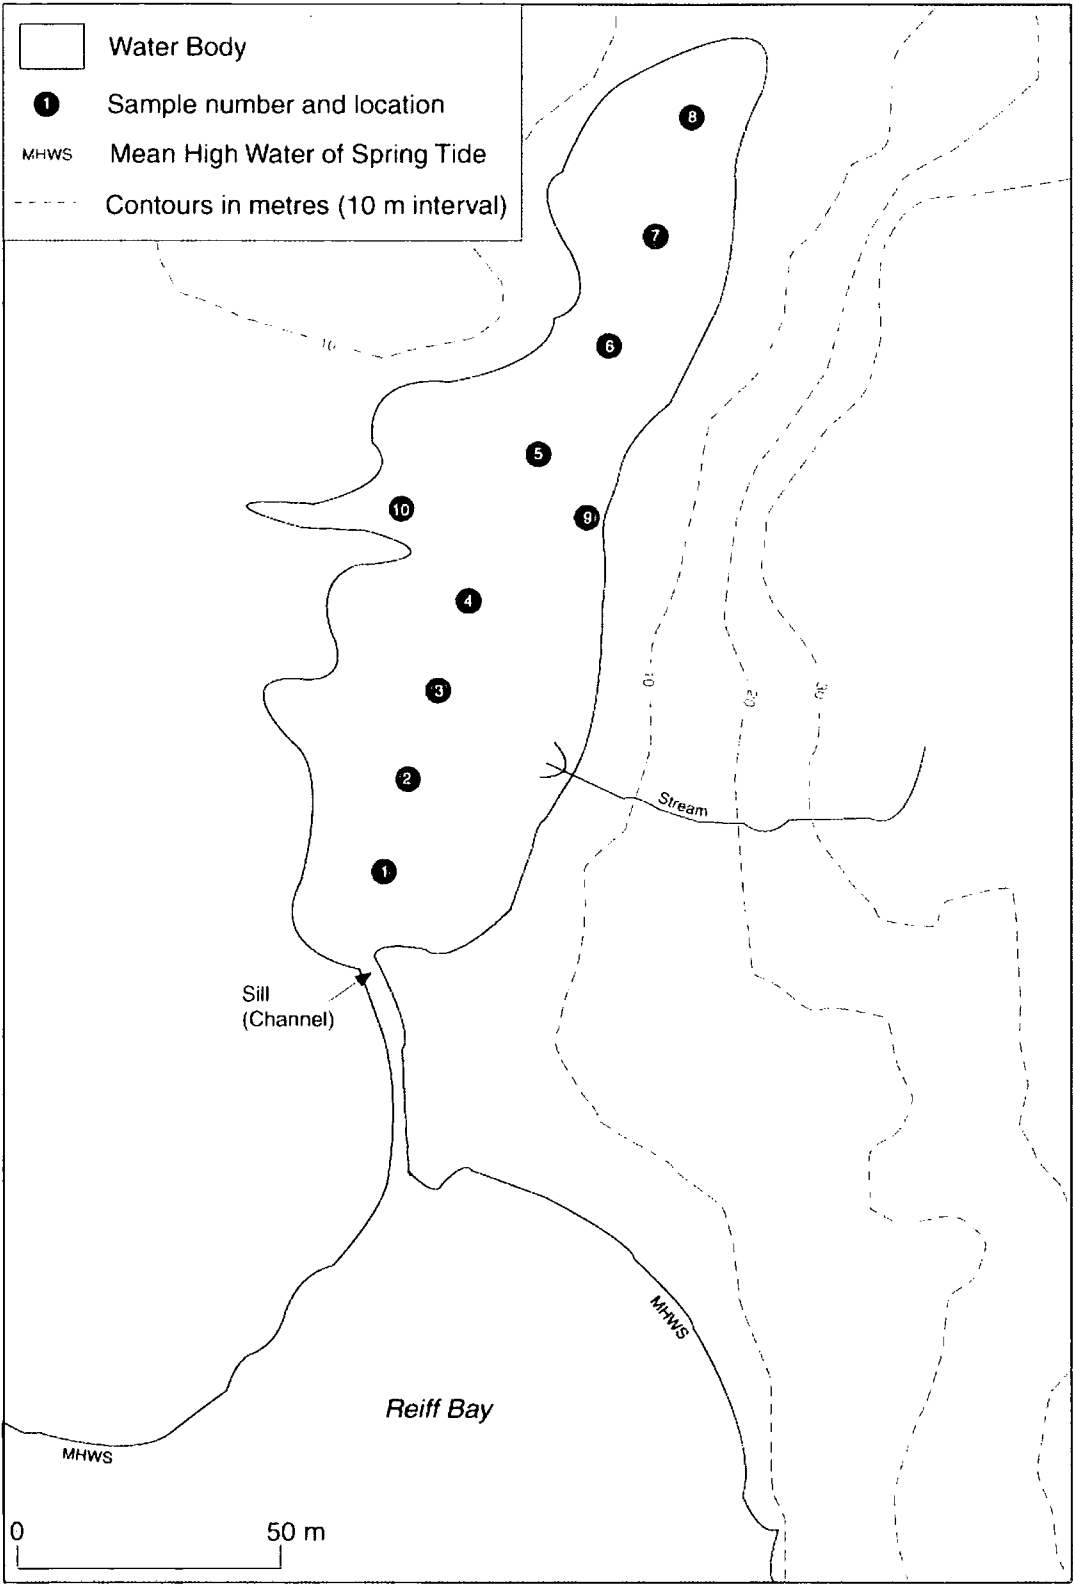 Water Body
1 Sample number and location
MHWS Mean High Water of Spring Tide
Contours in metres (10 m interval)
8
7
6
10
5
10
9
4
3
10
20
30
2
Stream
1
Sill
(Channel)
MHWS
Reiff Bay
MHWS
0 50 m